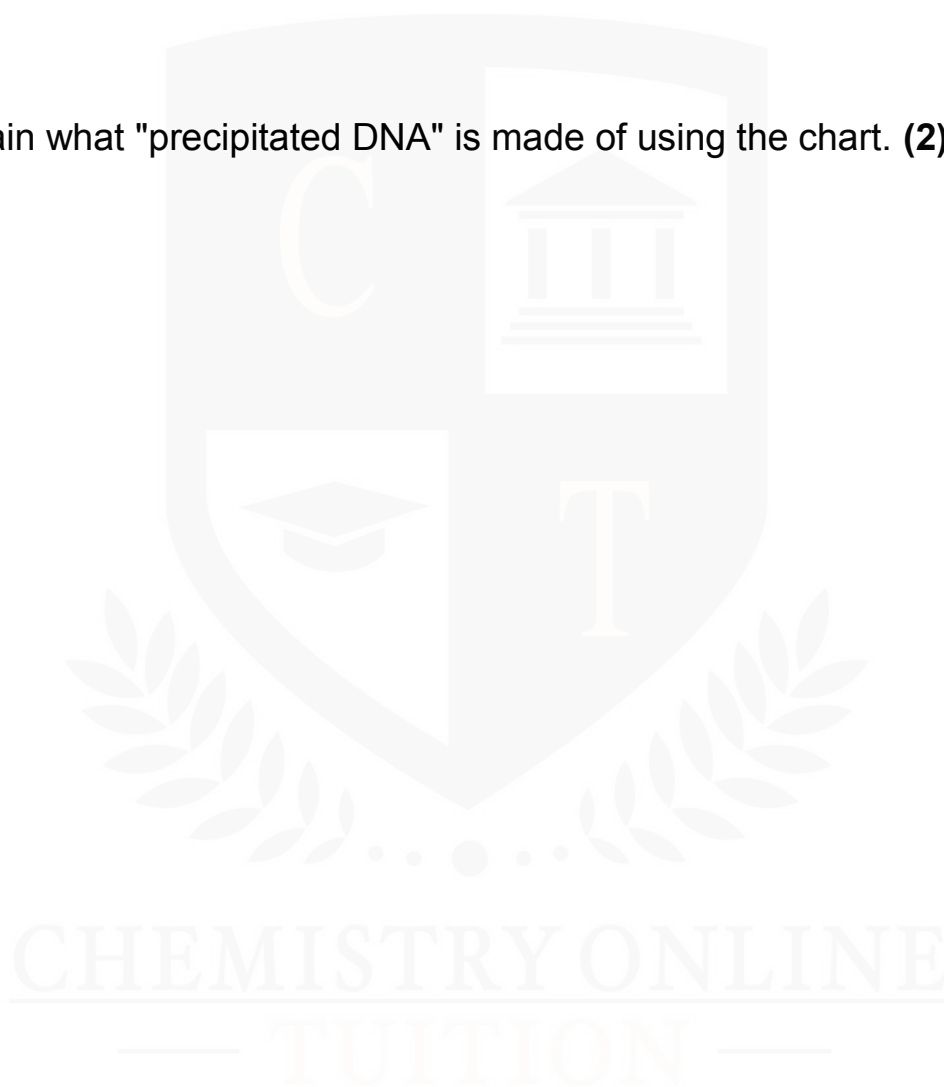 ain what "precipitated DNA" is made of using the chart. (2)
C
T
CHEMISTRY ONLINE
TUITION